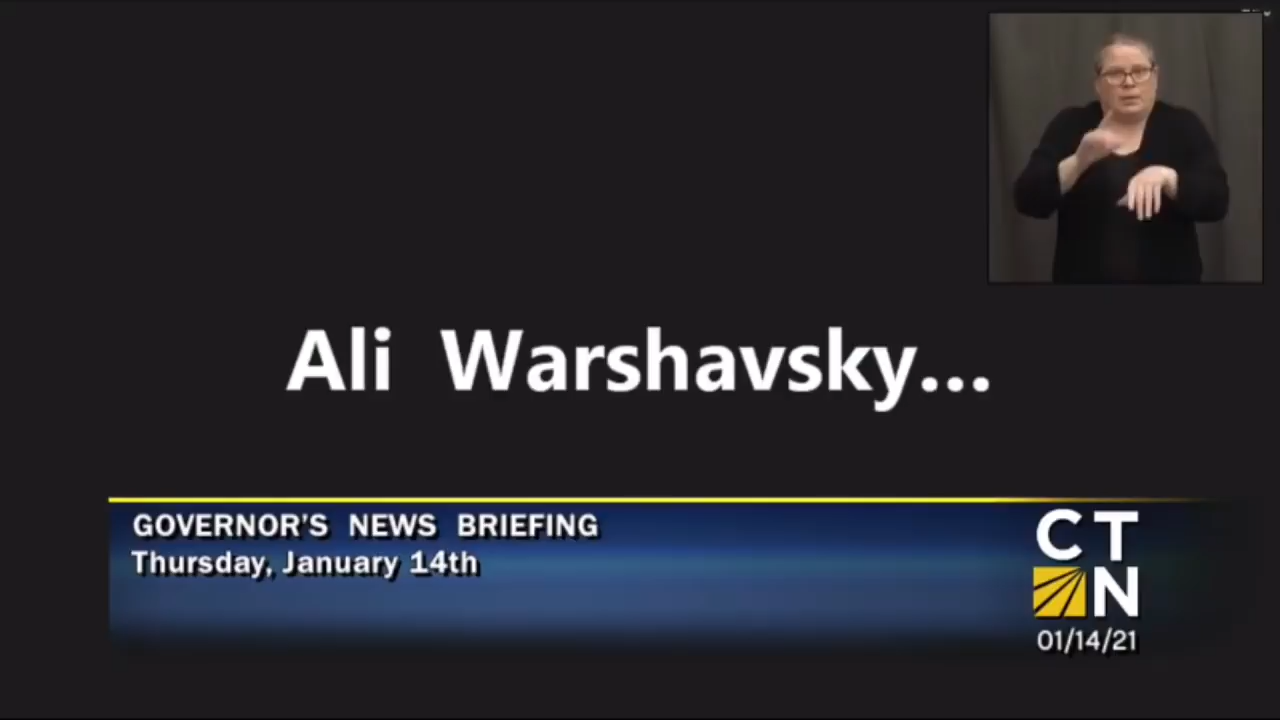 Ali Warshavsky...
GOVERNOR'S NEWS BRIEFING
Thursday, January 14th
CT
N
01/14/21